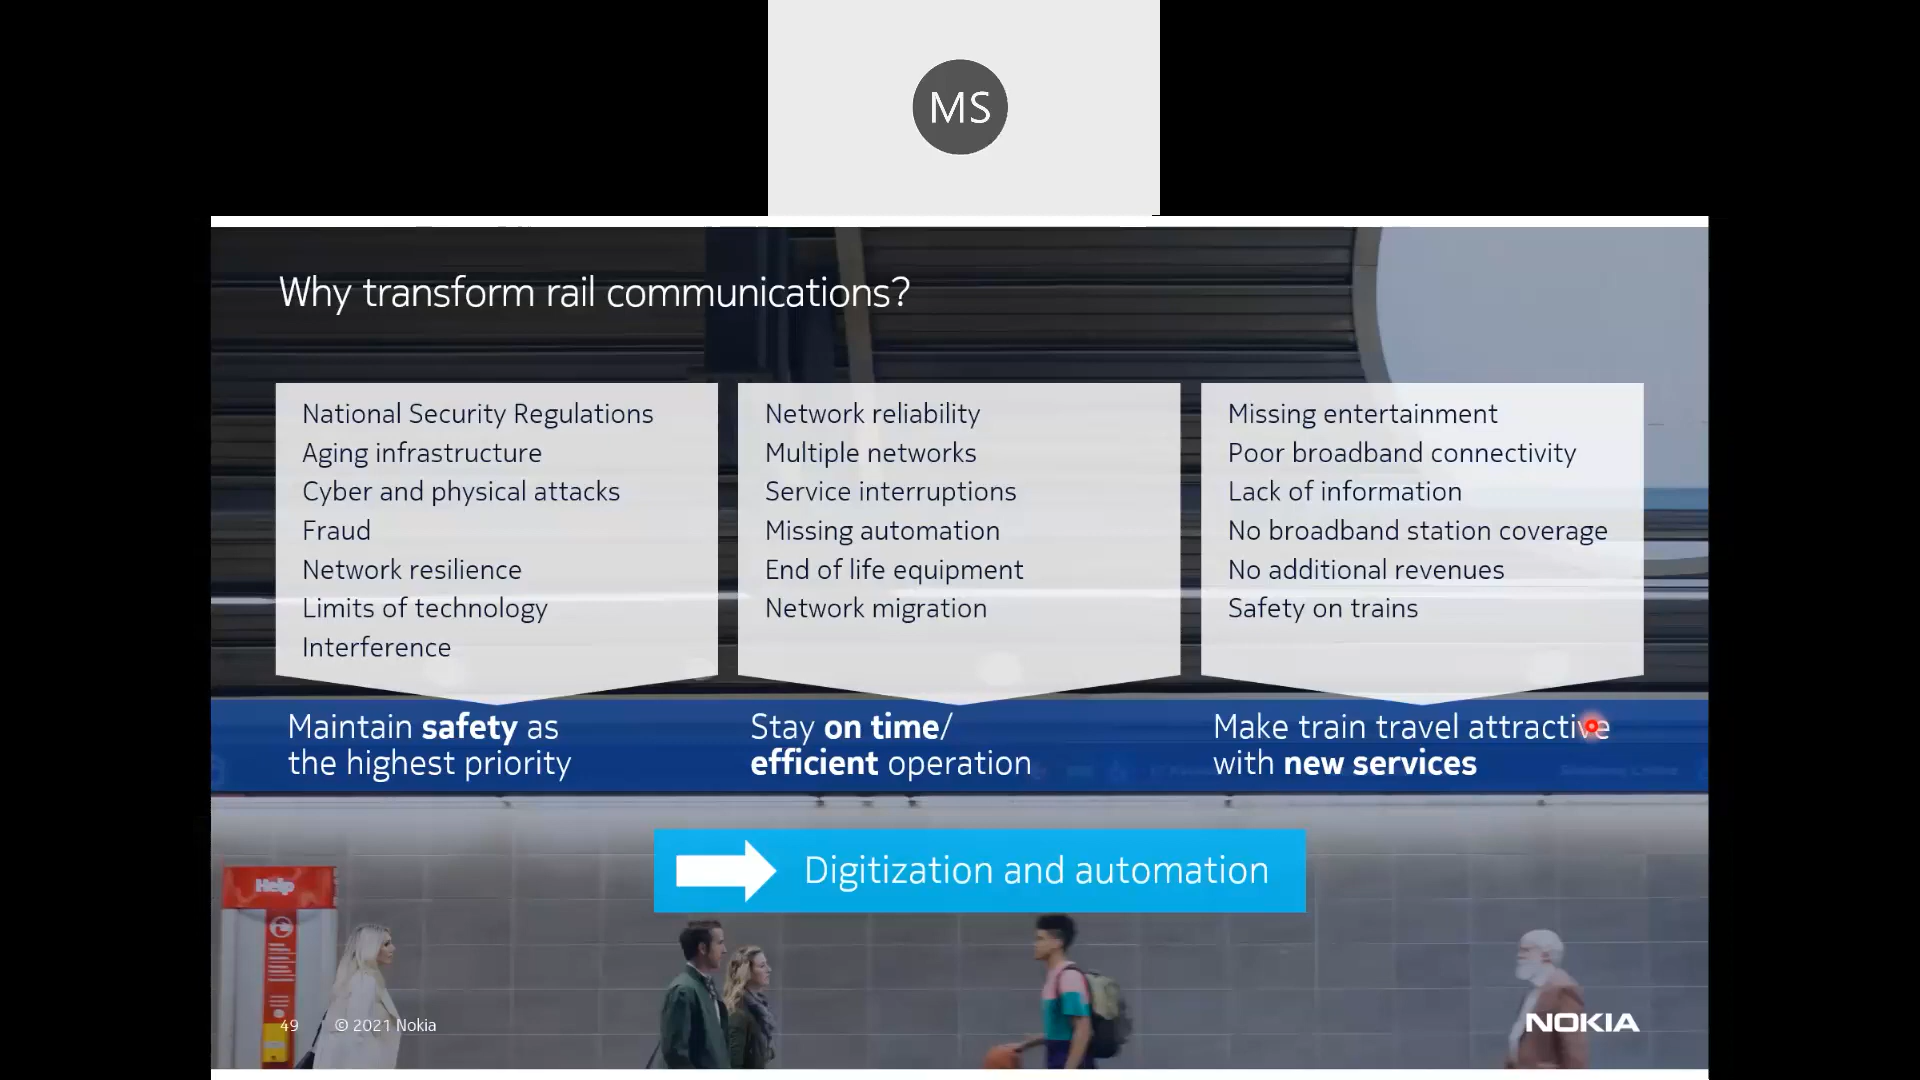 MS
Why transform rail communications?
National Security Regulations
Aging infrastructure
Cyber and physical attacks
Fraud
Network resilience
Limits of technology
Interference
Maintain safety as
the highest priority
Network reliability
Multiple networks
Service interruptions
Missing automation
End of life equipment
Network migration
Stay on time/
efficient operation
Missing entertainment
Poor broadband connectivity
Lack of information
No broadband station coverage
No additional revenues
Safety on trains
Make train travel attractive
with new services
Digitization and automation
Help
49 © 2021 Nokia
NOKIA